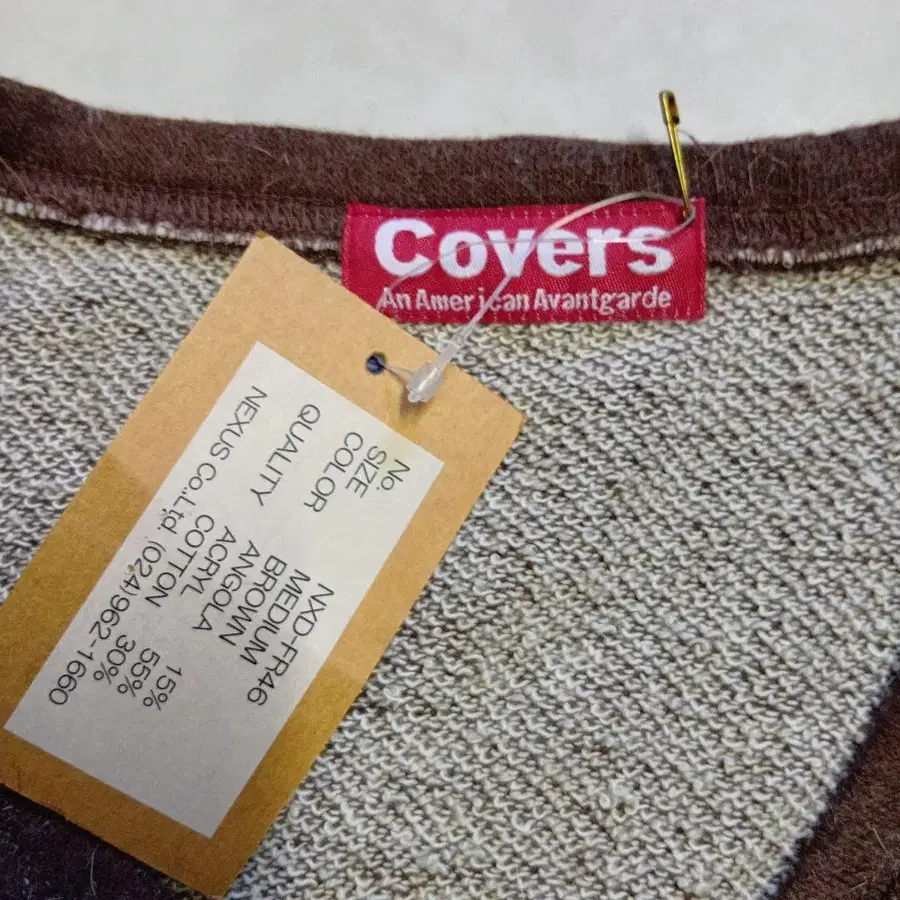 Covers
An American Avantgarde
No. NXD-FR46
SIZE MEDIUM
COLOR BROWN
QUALITY ANGOLA 15%
ACRYL 55%
COTTON 30%
NEXUS Co.Ltd. (024)962-1660